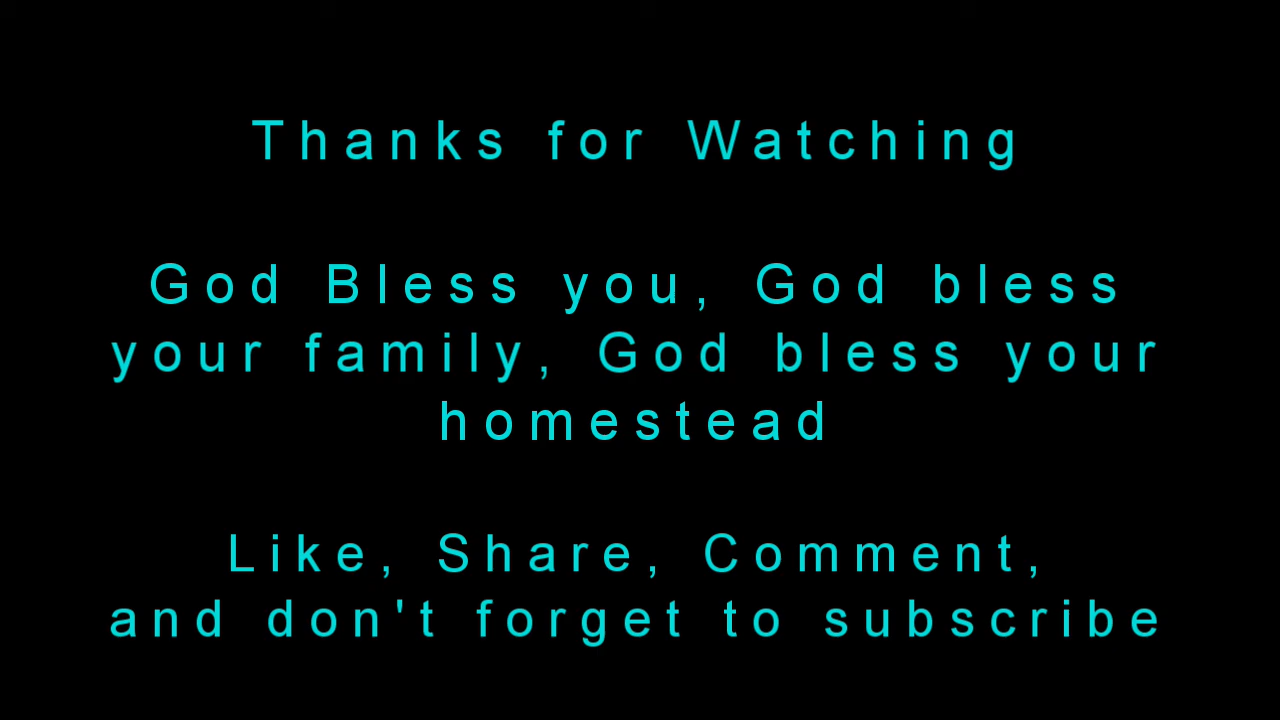 Thanks for Watching
God Bless you, God bless
your family, God bless your
homestead
Like, Share, Comment,
and don't forget to subscribe